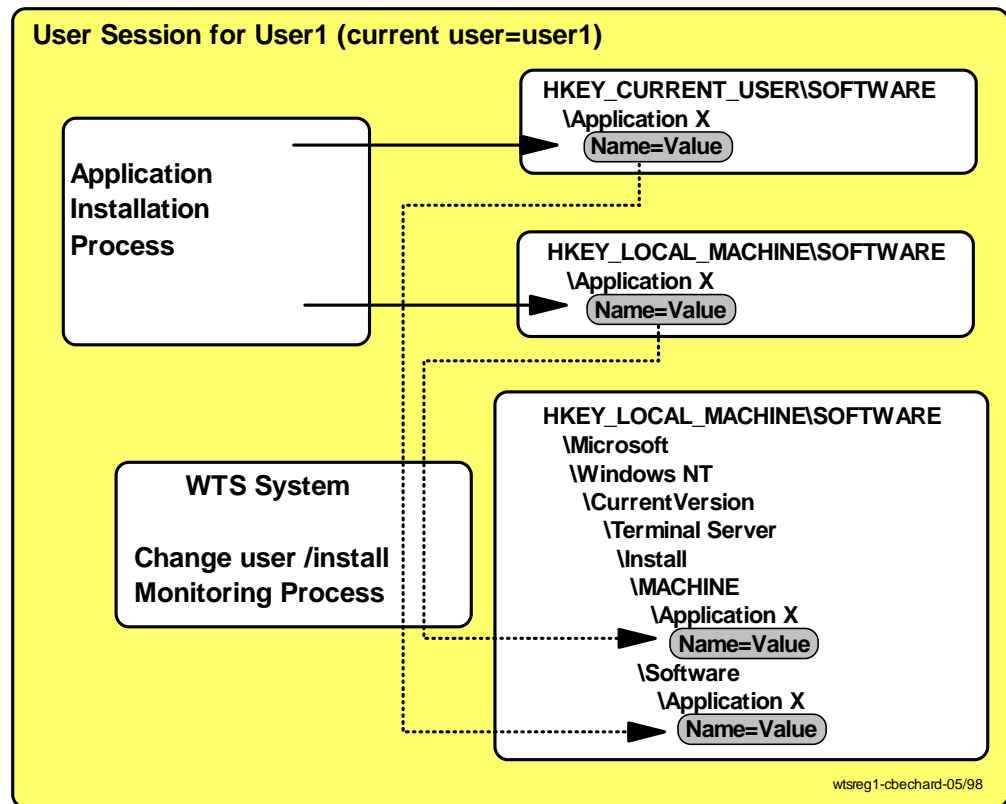 User Session for User1 (current user=user1)
Application
Installation
Process
HKEY_CURRENT_USER\SOFTWARE
\Application X
Name=Value
HKEY_LOCAL_MACHINE\SOFTWARE
\Application X
Name=Value
WTS System
Change user /install
Monitoring Process
HKEY_LOCAL_MACHINE\SOFTWARE
\Microsoft
\Windows NT
\CurrentVersion
\Terminal Server
\Install
\MACHINE
\Application X
Name=Value
\Software
\Application X
Name=Value
wtsreg1-cbechard-05/98